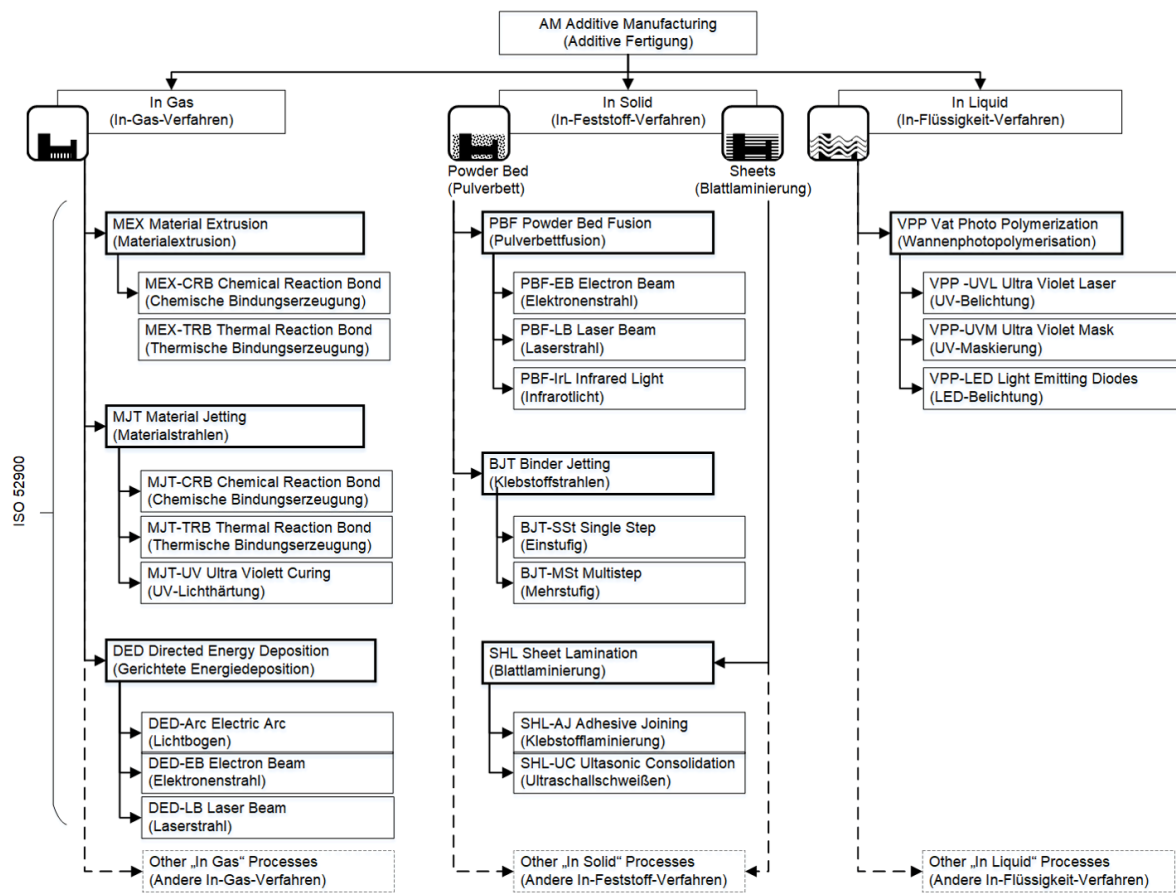 AM Additive Manufacturing
(Additive Fertigung)
In Gas
(In-Gas-Verfahren)
In Solid
(In-Feststoff-Verfahren)
In Liquid
(In-Flüssigkeit-Verfahren)
Powder Bed
(Pulverbett)
Sheets
(Blattlaminierung)
ISO 52900
MEX Material Extrusion
(Materialextrusion)
MEX-CRB Chemical Reaction Bond
(Chemische Bindungserzeugung)
MEX-TRB Thermal Reaction Bond
(Thermische Bindungserzeugung)
MJT Material Jetting
(Materialstrahlen)
MJT-CRB Chemical Reaction Bond
(Chemische Bindungserzeugung)
MJT-TRB Thermal Reaction Bond
(Thermische Bindungserzeugung)
MJT-UV Ultra Violett Curing
(UV-Lichthärtung)
DED Directed Energy Deposition
(Gerichtete Energiedeposition)
DED-Arc Electric Arc
(Lichtbogen)
DED-EB Electron Beam
(Elektronenstrahl)
DED-LB Laser Beam
(Laserstrahl)
Other „In Gas“ Processes
(Andere In-Gas-Verfahren)
PBF Powder Bed Fusion
(Pulverbettfusion)
PBF-EB Electron Beam
(Elektronenstrahl)
PBF-LB Laser Beam
(Laserstrahl)
PBF-IrL Infrared Light
(Infrarotlicht)
BJT Binder Jetting
(Klebstoffstrahlen)
BJT-SSt Single Step
(Einstufig)
BJT-MSt Multistep
(Mehrstufig)
SHL Sheet Lamination
(Blattlaminierung)
SHL-AJ Adhesive Joining
(Klebstofflaminierung)
SHL-UC Ultasonic Consolidation
(Ultraschallschweißen)
Other „In Solid“ Processes
(Andere In-Feststoff-Verfahren)
VPP Vat Photo Polymerization
(Wannenphotopolymerisation)
VPP -UVL Ultra Violet Laser
(UV-Belichtung)
VPP-UVM Ultra Violet Mask
(UV-Maskierung)
VPP-LED Light Emitting Diodes
(LED-Belichtung)
Other „In Liquid“ Processes
(Andere In-Flüssigkeit-Verfahren)